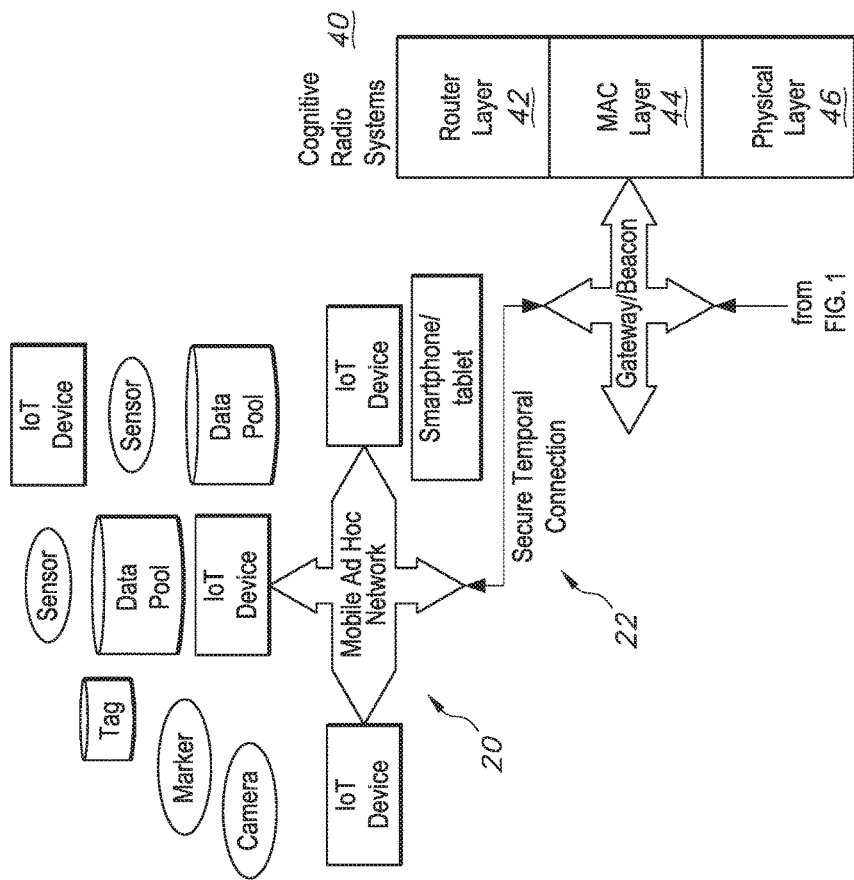 IoT
Device
Sensor
Data
Pool
IoT
Device
Smartphone/
tablet
Sensor
Data
Pool
IoT
Device
Tag
Marker
Camera
IoT
Device
Mobile Ad Hoc
Network
20
22
Secure Temporal
Connection
Gateway/Beacon
from
FIG. 1
Cognitive
Radio
Systems
40
Router
Layer
42
MAC
Layer
44
Physical
Layer
46